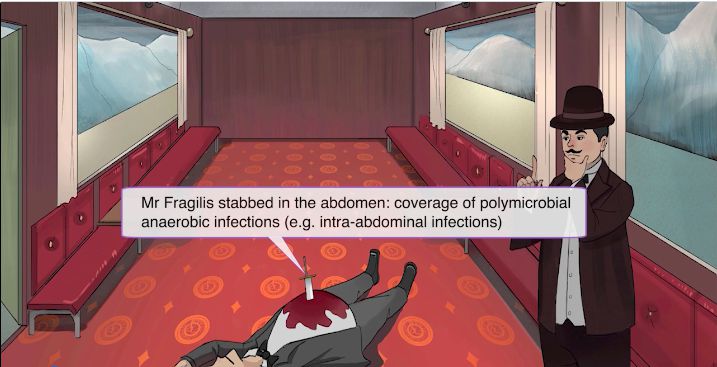 Mr Fragilis stabbed in the abdomen: coverage of polymicrobial
anaerobic infections (e.g. intra-abdominal infections)